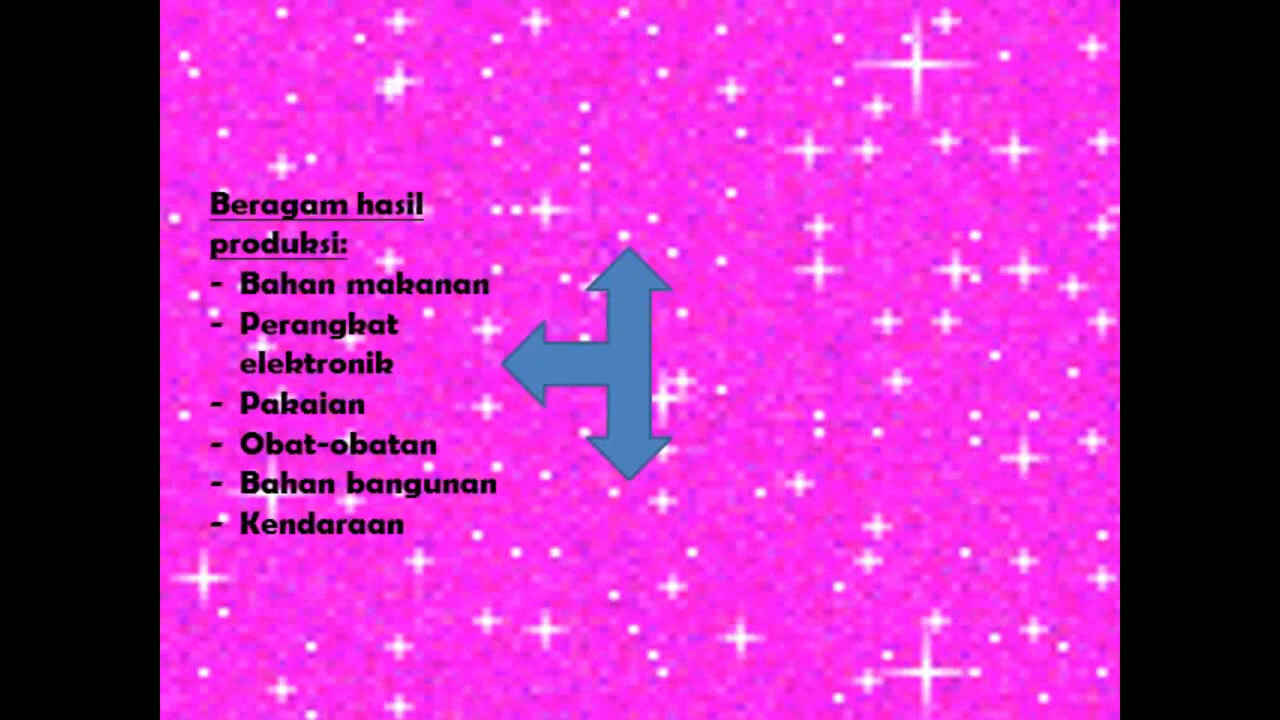 Beragam hasil
produksi:
- Bahan makanan
- Perangkat
elektronik
- Pakaian
- Obat-obatan
- Bahan bangunan
- Kendaraan